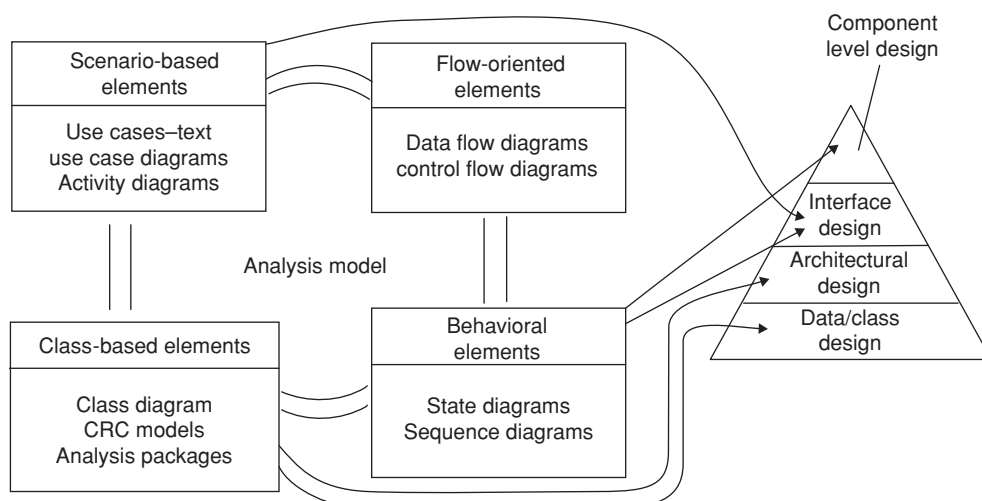 Scenario-based
elements
Use cases–text
use case diagrams
Activity diagrams
Flow-oriented
elements
Data flow diagrams
control flow diagrams
Analysis model
Class-based elements
Class diagram
CRC models
Analysis packages
Behavioral
elements
State diagrams
Sequence diagrams
Component
level design
Interface
design
Architectural
design
Data/class
design